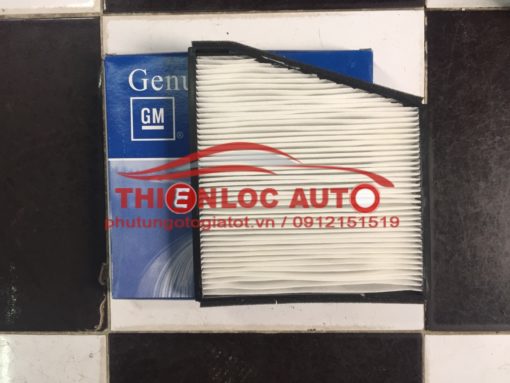 Genu
GM
®
THIENLOC AUTO
phutungotogiatot.vn / 0912151519